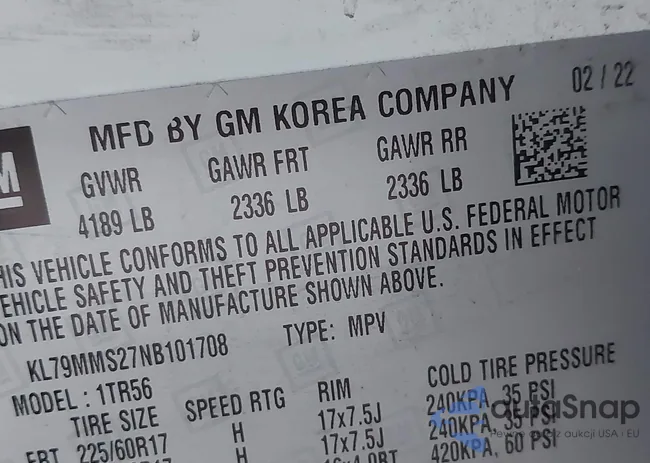 MFD BY GM KOREA COMPANY 02 / 22
GVWR GAWR FRT GAWR RR
4189 LB 2336 LB 2336 LB
HIS VEHICLE CONFORMS TO ALL APPLICABLE U.S. FEDERAL MOTOR
EHICLE SAFETY AND THEFT PREVENTION STANDARDS IN EFFECT
ON THE DATE OF MANUFACTURE SHOWN ABOVE.
KL79MMS27NB101708 TYPE: MPV
MODEL : 1TR56
TIRE SIZE SPEED RTG RIM COLD TIRE PRESSURE
FRT 225/60R17 H 17x7.5J 240KPA, 35 PSI
H 17x7.5J 240KPA, 35 PSI
420KPA, 60 PSI
AuraSnap